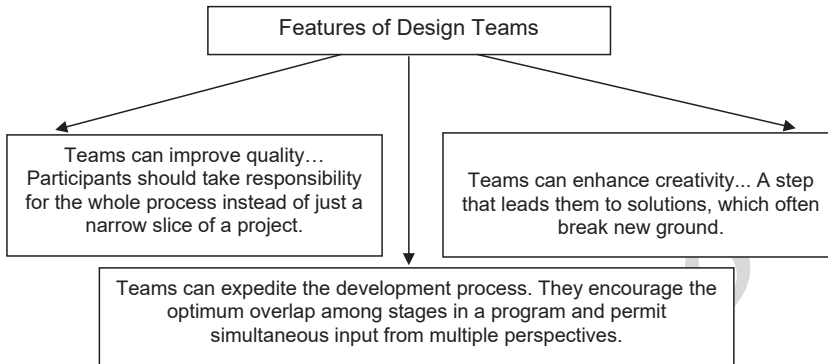 Features of Design Teams
Teams can improve quality…
Participants should take responsibility
for the whole process instead of just a
narrow slice of a project.
Teams can enhance creativity... A step
that leads them to solutions, which often
break new ground.
Teams can expedite the development process. They encourage the
optimum overlap among stages in a program and permit
simultaneous input from multiple perspectives.